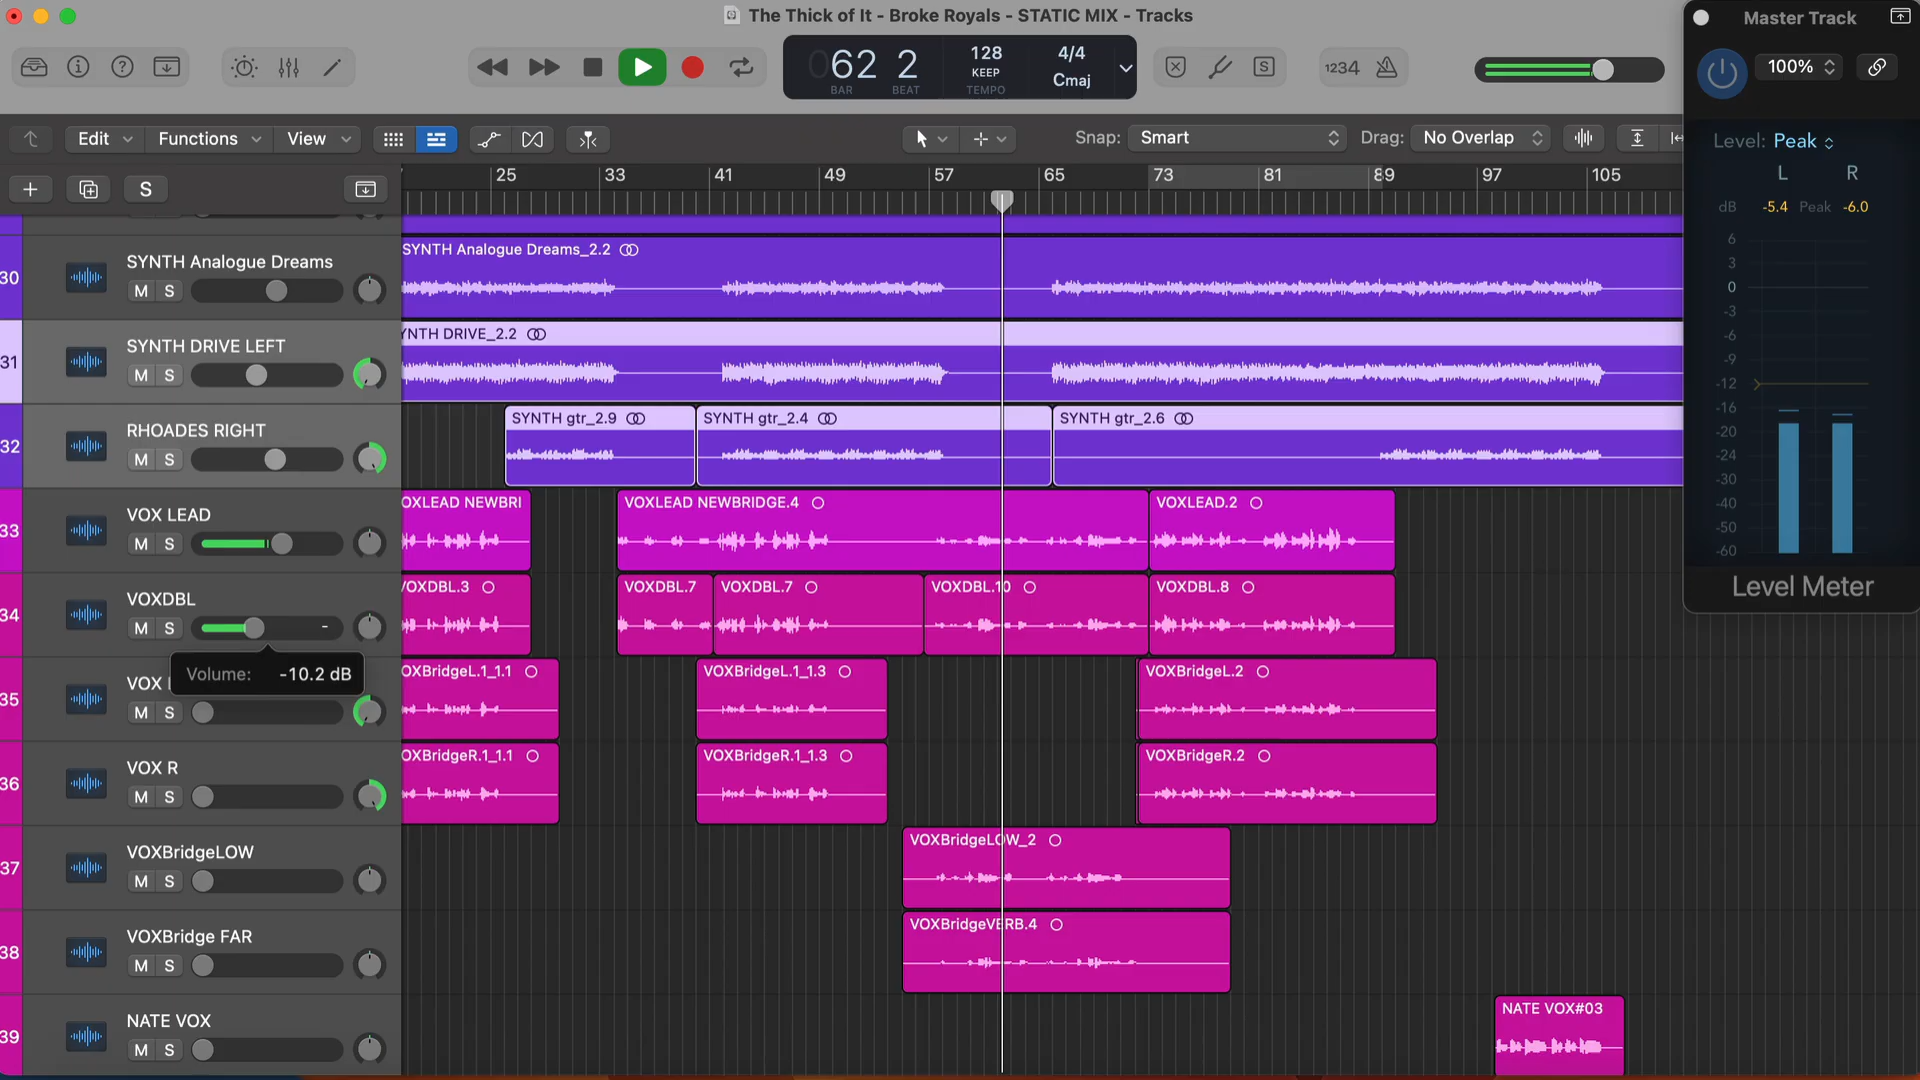 The Thick of It - Broke Royals - STATIC MIX - Tracks
Master Track
062 2
BAR BEAT
128
KEEP
TEMPO
4/4
Cmaj
S
1234
100%
Edit Functions View
Snap: Smart
Drag: No Overlap
Level: Peak
S
25 33 41 49 57 65 73 81 89 97 105
L R
dB -5.4 Peak -6.0
6
3
0
-3
-6
-9
-12
-16
-20
-24
-30
-40
-50
-60
Level Meter
30
SYNTH Analogue Dreams
M S
SYNTH Analogue Dreams_2.2
31
SYNTH DRIVE LEFT
M S
YNTH DRIVE_2.2
32
RHOADES RIGHT
M S
SYNTH gtr_2.9
SYNTH gtr_2.4
SYNTH gtr_2.6
33
VOX LEAD
M S
OXLEAD NEWBRI
VOXLEAD NEWBRIDGE.4
VOXLEAD.2
34
VOXDBL
M S
-
VOXDBL.3
VOXDBL.7
VOXDBL.7
VOXDBL.10
VOXDBL.8
Volume: -10.2 dB
35
VOX
M S
OXBridgeL.1_1.1
VOXBridgeL.1_1.3
VOXBridgeL.2
36
VOX R
M S
OXBridgeR.1_1.1
VOXBridgeR.1_1.3
VOXBridgeR.2
37
VOXBridgeLOW
M S
VOXBridgeLOW_2
38
VOXBridge FAR
M S
VOXBridgeVERB.4
39
NATE VOX
M S
NATE VOX#03